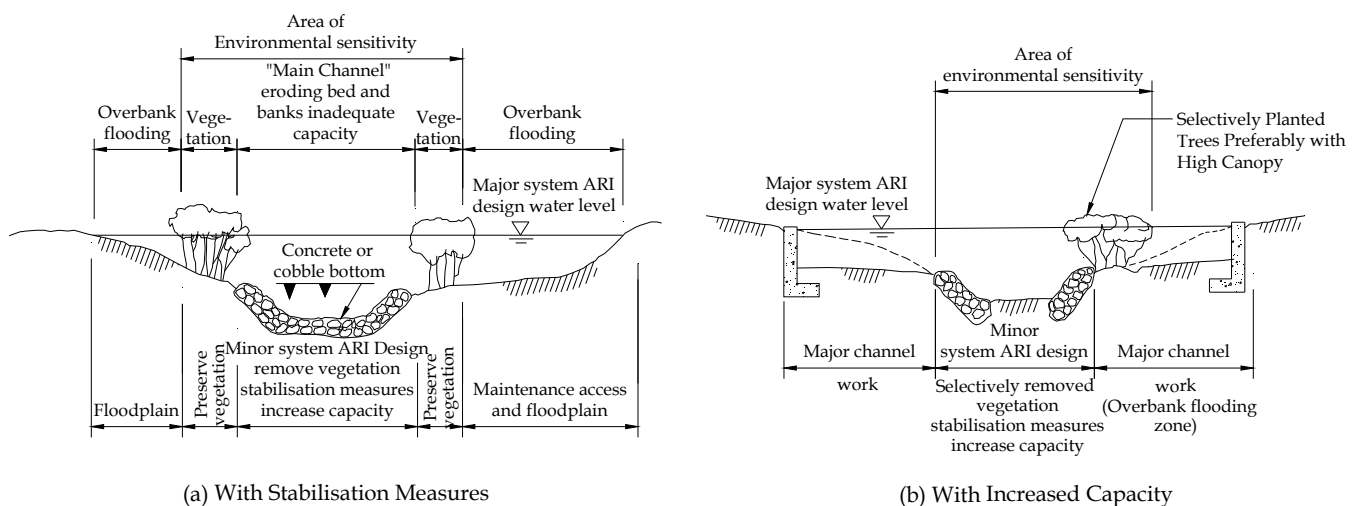 Area of
Environmental sensitivity
"Main Channel"
eroding bed and
banks inadequate
capacity
Overbank
flooding
Vege-
tation
Vege-
tation
Overbank
flooding
Major system ARI
design water level
Concrete or
cobble bottom
Minor system ARI Design
remove vegetation
stabilisation measures
increase capacity
Floodplain
Preserve
vegetation
Preserve
vegetation
Maintenance access
and floodplain
(a) With Stabilisation Measures
Area of
environmental sensitivity
Selectively Planted
Trees Preferably with
High Canopy
Major system ARI
design water level
Minor
system ARI design
Major channel
work
Selectively removed
vegetation
stabilisation measures
increase capacity
Major channel
work
(Overbank flooding
zone)
(b) With Increased Capacity